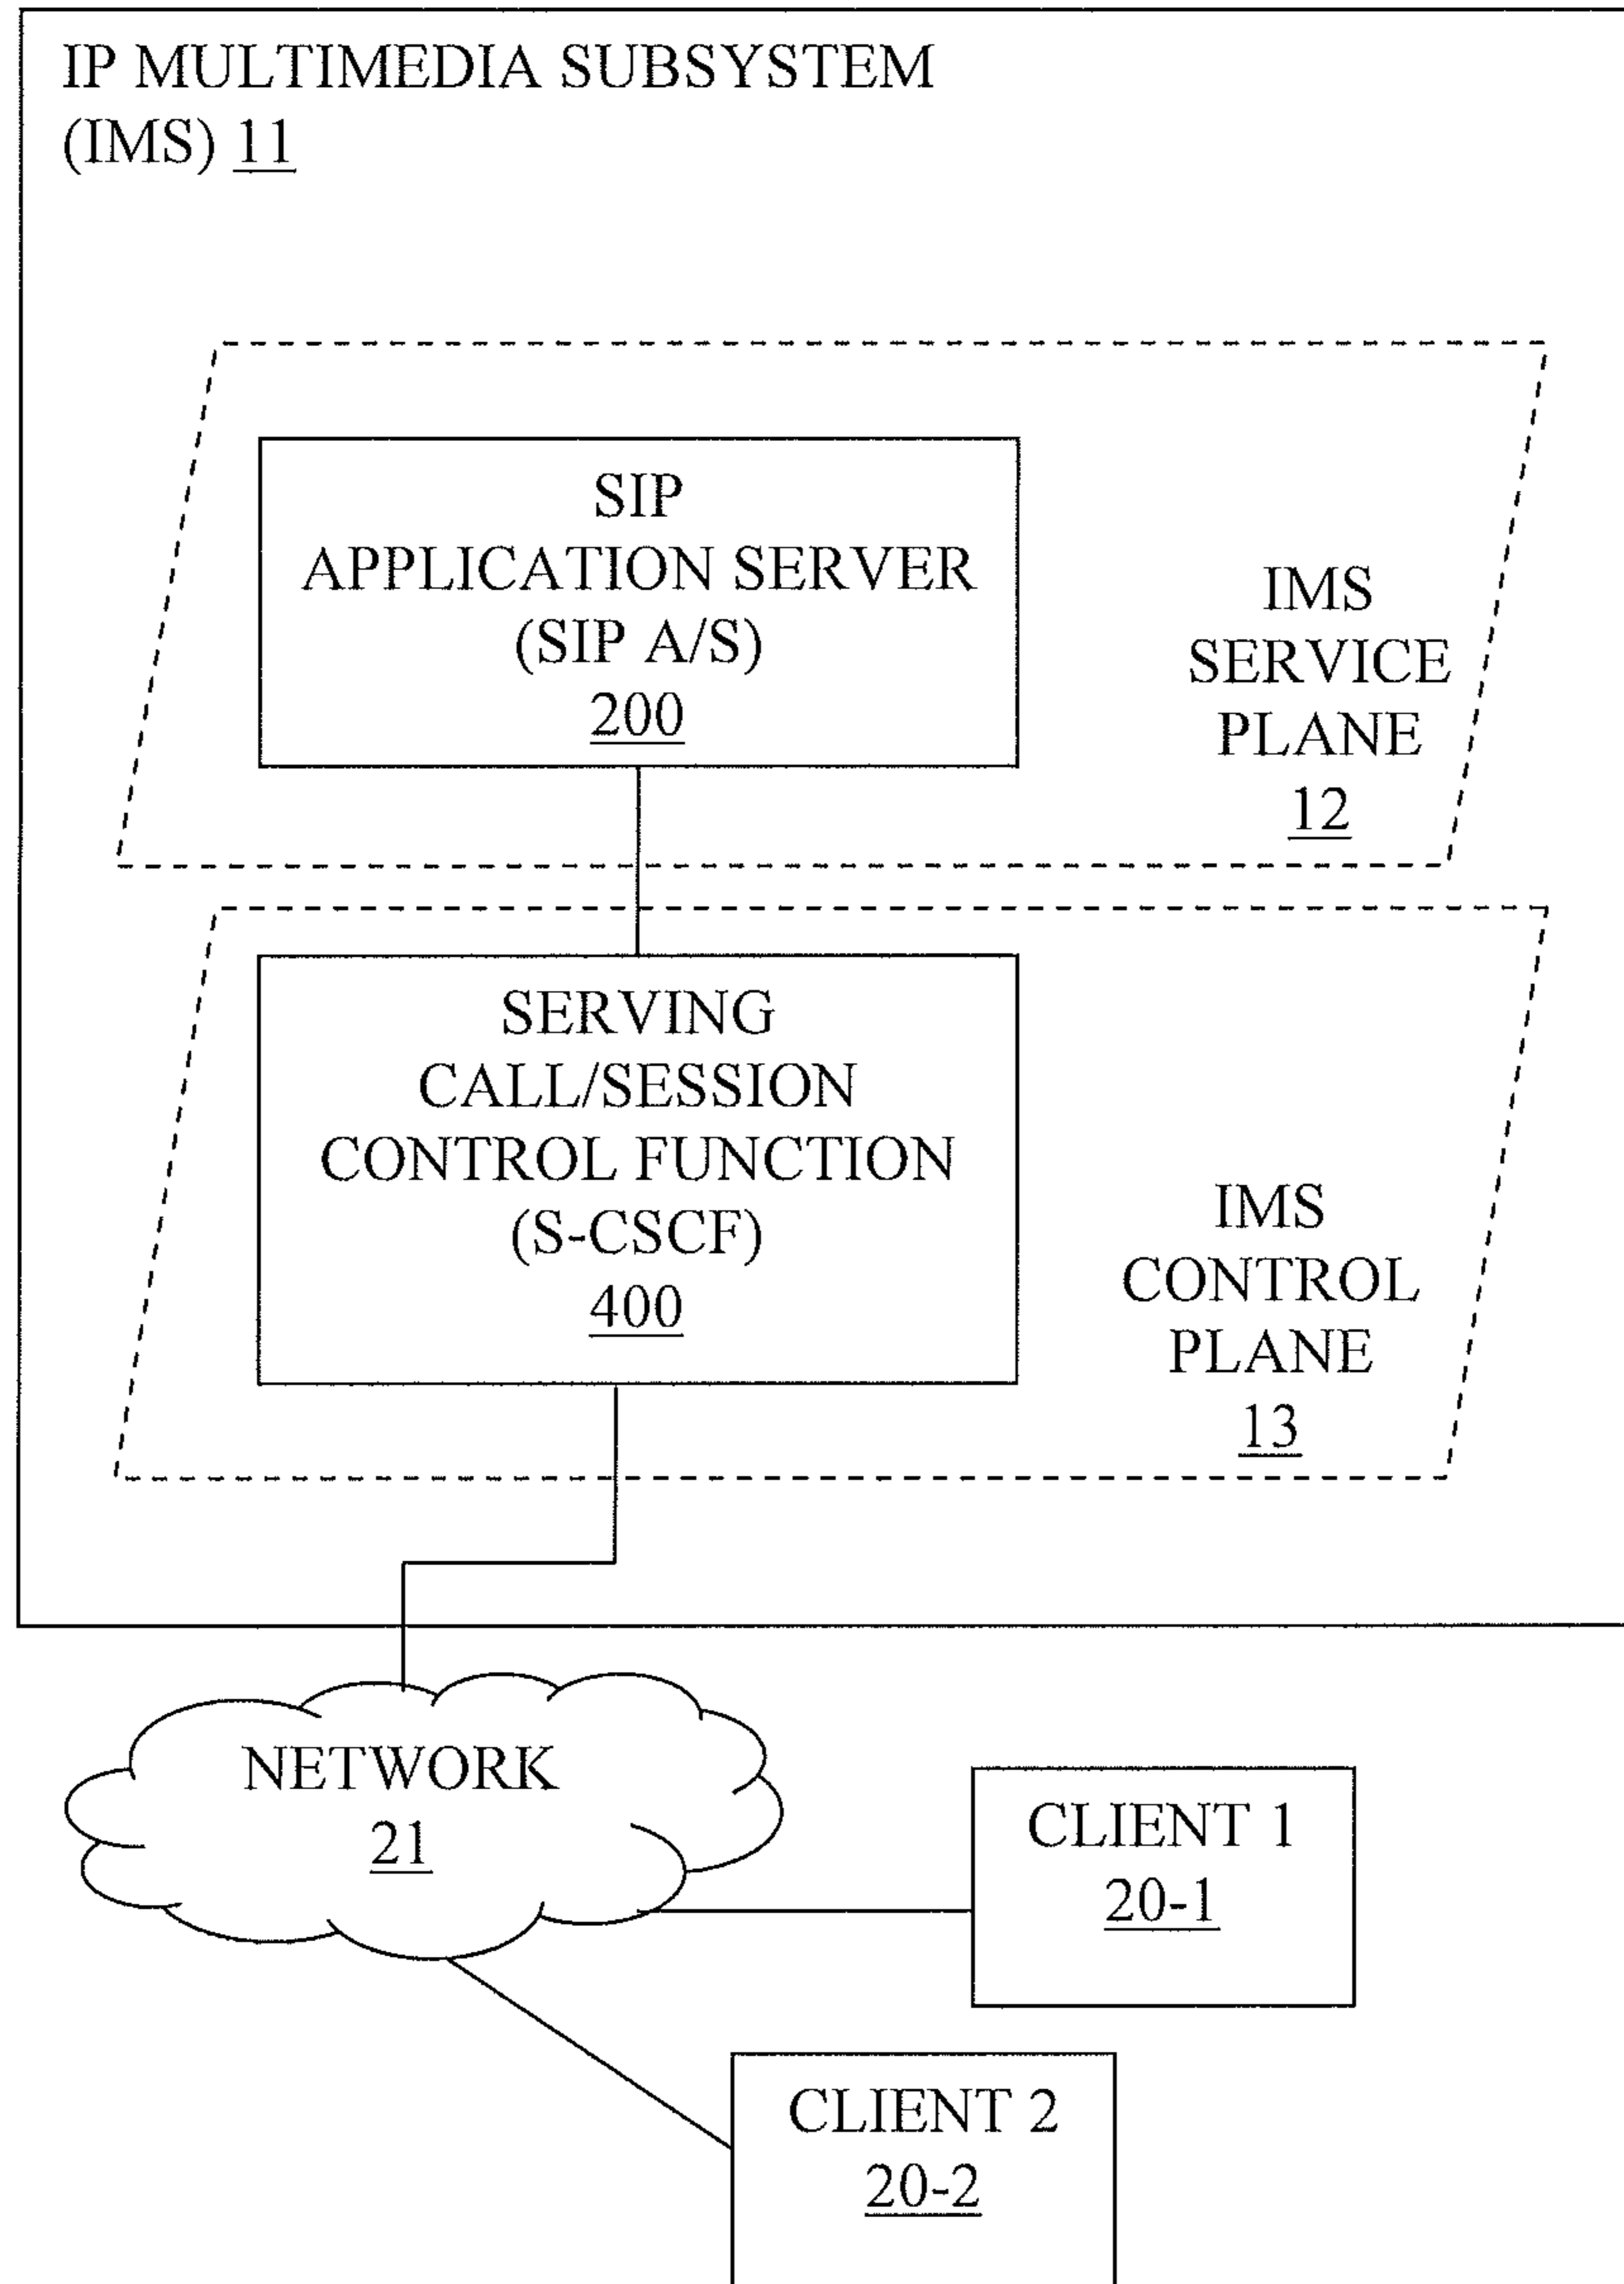 IP MULTIMEDIA SUBSYSTEM
(IMS) 11
SIP
APPLICATION SERVER
(SIP A/S)
200
IMS
SERVICE
PLANE
12
SERVING
CALL/SESSION
CONTROL FUNCTION
(S-CSCF)
400
IMS
CONTROL
PLANE
13
NETWORK
21
CLIENT 1
20-1
CLIENT 2
20-2